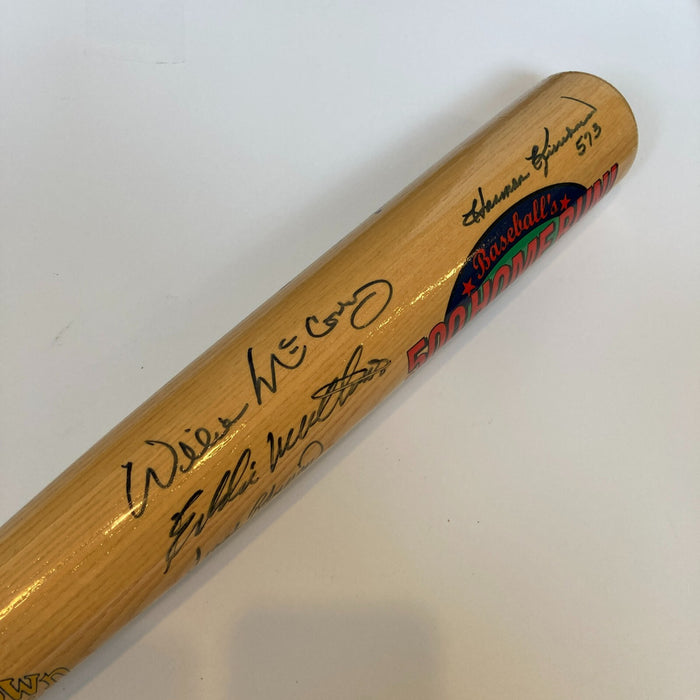 Harmon Killebrew
573
Baseball's
500 HOME RUN
Willie McCovey
Eddie Mathews